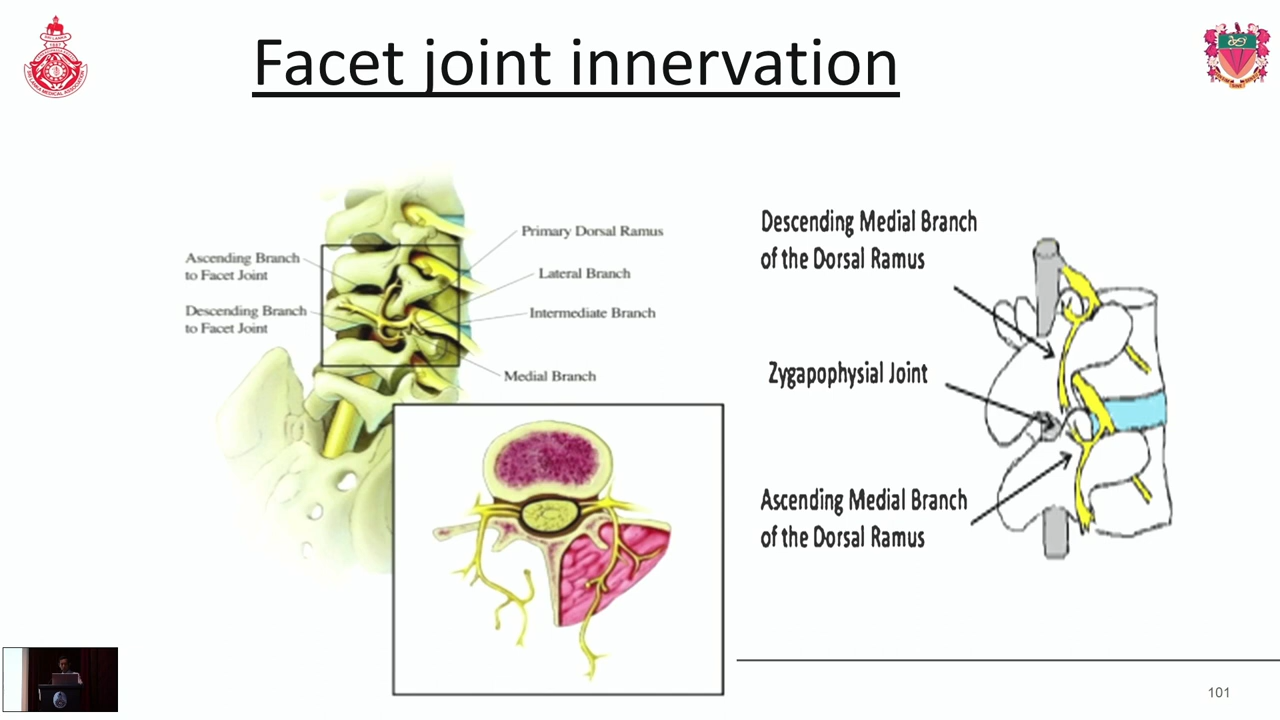 Facet joint innervation
Ascending Branch
to Facet Joint
Descending Branch
to Facet Joint
Primary Dorsal Ramus
Lateral Branch
Intermediate Branch
Medial Branch
Descending Medial Branch
of the Dorsal Ramus
Zygapophysial Joint
Ascending Medial Branch
of the Dorsal Ramus
101